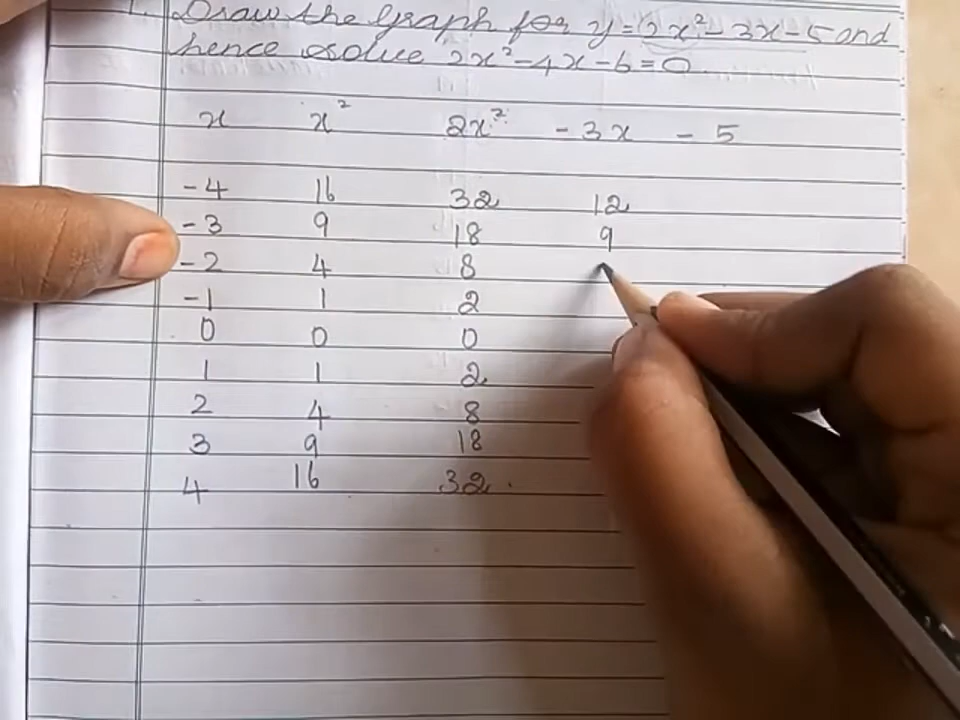 1. Draw the graph for y=2x²-3x-5 and
hence solve 2x²-4x-6=0.
x x² 2x² -3x -5
-4 16 32 12
-3 9 18 9
-2 4 8
-1 1 2
0 0 0
1 1 2
2 4 8
3 9 18
4 16 32.